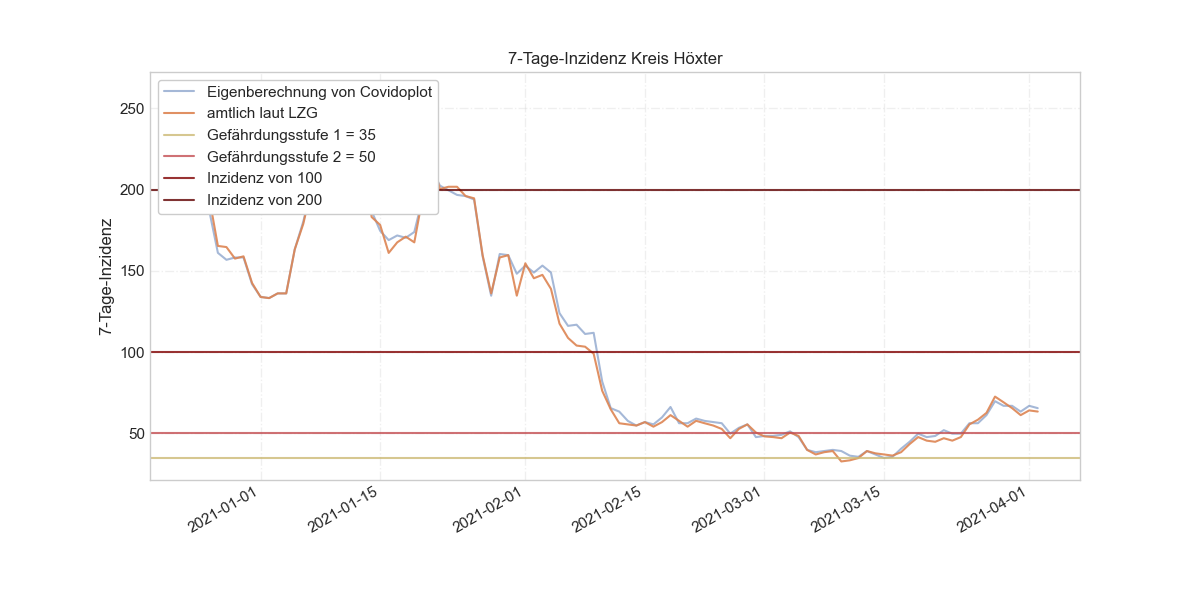 7-Tage-Inzidenz Kreis Höxter
Eigenberechnung von Covidoplot
amtlich laut LZG
Gefährdungsstufe 1 = 35
Gefährdungsstufe 2 = 50
Inzidenz von 100
Inzidenz von 200
7-Tage-Inzidenz
250
200
150
100
50
2021-01-01
2021-01-15
2021-02-01
2021-02-15
2021-03-01
2021-03-15
2021-04-01